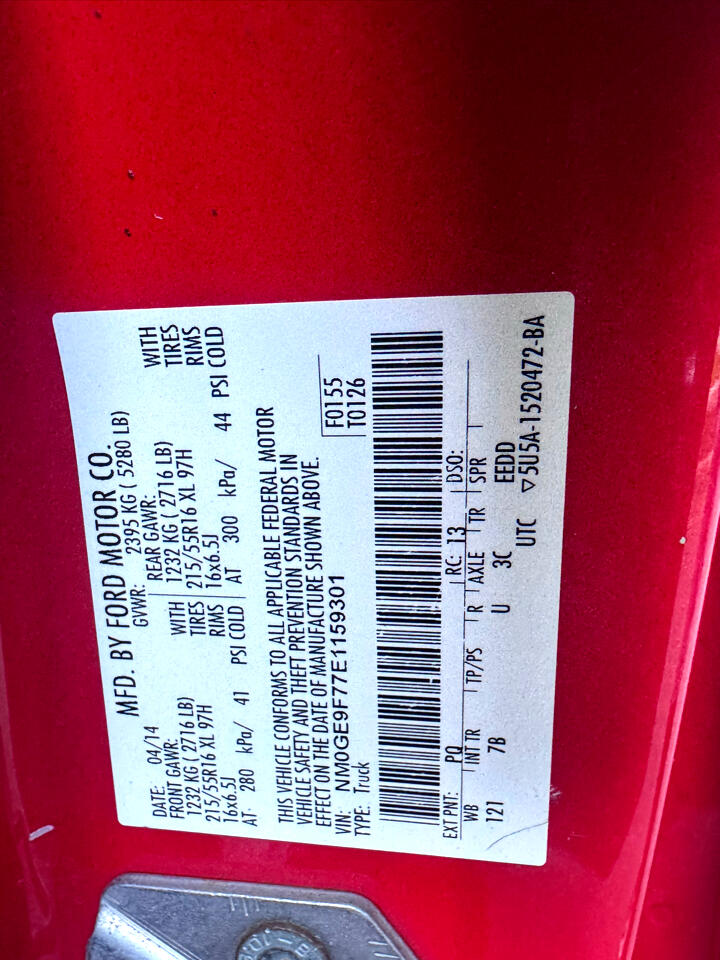 MFD. BY FORD MOTOR CO.
DATE: 04/14 GVWR: 2395 KG ( 5280 LB)
FRONT GAWR: REAR GAWR:
1232 KG ( 2716 LB) WITH 1232 KG ( 2716 LB) WITH
215/55R16 XL 97H TIRES 215/55R16 XL 97H TIRES
16x6.5J RIMS 16x6.5J RIMS
AT 280 kPa/ 41 PSI COLD AT 300 kPa/ 44 PSI COLD
THIS VEHICLE CONFORMS TO ALL APPLICABLE FEDERAL MOTOR
VEHICLE SAFETY AND THEFT PREVENTION STANDARDS IN
EFFECT ON THE DATE OF MANUFACTURE SHOWN ABOVE.
VIN: NM0GE9F77E1159301 F0155
TYPE: Truck T0126
EXT PNT: PQ RC: 13 DSO:
WB INT TR TP/PS R AXLE TR SPR
121 7B U 3C EEDD
UTC ▽5U5A-1520472-BA